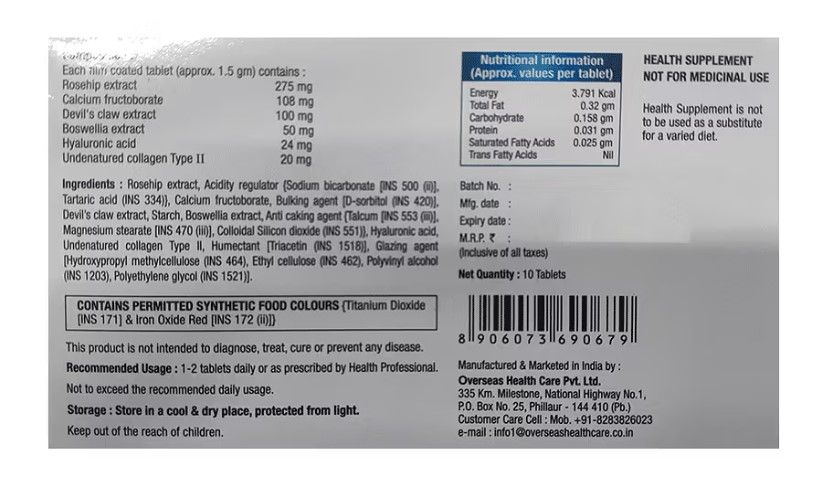 Each film coated tablet (approx. 1.5 gm) contains :
Rosehip extract 275 mg
Calcium fructoborate 108 mg
Devil's claw extract 100 mg
Boswellia extract 50 mg
Hyaluronic acid 24 mg
Undenatured collagen Type II 20 mg
Ingredients : Rosehip extract, Acidity regulator {Sodium bicarbonate [INS 500 (ii)],
Tartaric acid (INS 334)}, Calcium fructoborate, Bulking agent [D-sorbitol (INS 420)],
Devil's claw extract, Starch, Boswellia extract, Anti caking agent {Talcum [INS 553 (iii)],
Magnesium stearate [INS 470 (iii)], Colloidal Silicon dioxide (INS 551)}, Hyaluronic acid,
Undenatured collagen Type II, Humectant [Triacetin (INS 1518)], Glazing agent
[Hydroxypropyl methylcellulose (INS 464), Ethyl cellulose (INS 462), Polyvinyl alcohol
(INS 1203), Polyethylene glycol (INS 1521)].
CONTAINS PERMITTED SYNTHETIC FOOD COLOURS {Titanium Dioxide
[INS 171] & Iron Oxide Red [INS 172 (ii)]}
This product is not intended to diagnose, treat, cure or prevent any disease.
Recommended Usage : 1-2 tablets daily or as prescribed by Health Professional.
Not to exceed the recommended daily usage.
Storage : Store in a cool & dry place, protected from light.
Keep out of the reach of children.
Nutritional information
(Approx. values per tablet)
Energy 3.791 Kcal
Total Fat 0.32 gm
Carbohydrate 0.158 gm
Protein 0.031 gm
Saturated Fatty Acids 0.025 gm
Trans Fatty Acids Nil
HEALTH SUPPLEMENT
NOT FOR MEDICINAL USE
Health Supplement is not
to be used as a substitute
for a varied diet.
Batch No. :
Mfg. date :
Expiry date :
M.R.P. ₹ :
(Inclusive of all taxes)
Net Quantity : 10 Tablets
8 906073 690679
Manufactured & Marketed in India by :
Overseas Health Care Pvt. Ltd.
335 Km. Milestone, National Highway No.1,
P.O. Box No. 25, Phillaur - 144 410 (Pb.)
Customer Care Cell : Mob. +91-8283826023
e-mail : info1@overseashealthcare.co.in